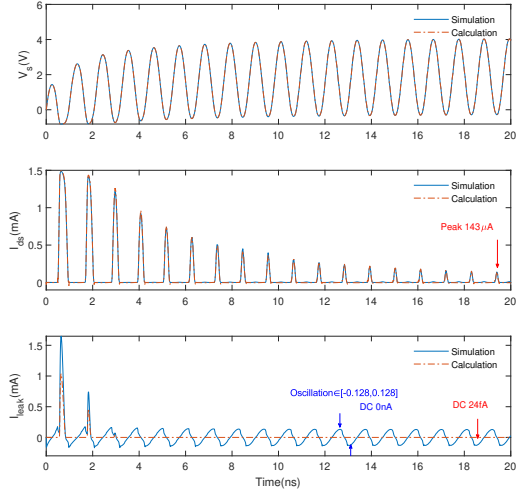 6
4
2
0
V_s(V)
Simulation
Calculation
0 2 4 6 8 10 12 14 16 18 20
1.5
1
0.5
0
I_ds(mA)
Simulation
Calculation
Peak 143μA
0 2 4 6 8 10 12 14 16 18 20
1.5
1
0.5
0
I_leak(mA)
Simulation
Calculation
Oscillation∈[-0.128,0.128]
DC 0nA
DC 24fA
0 2 4 6 8 10 12 14 16 18 20
Time(ns)